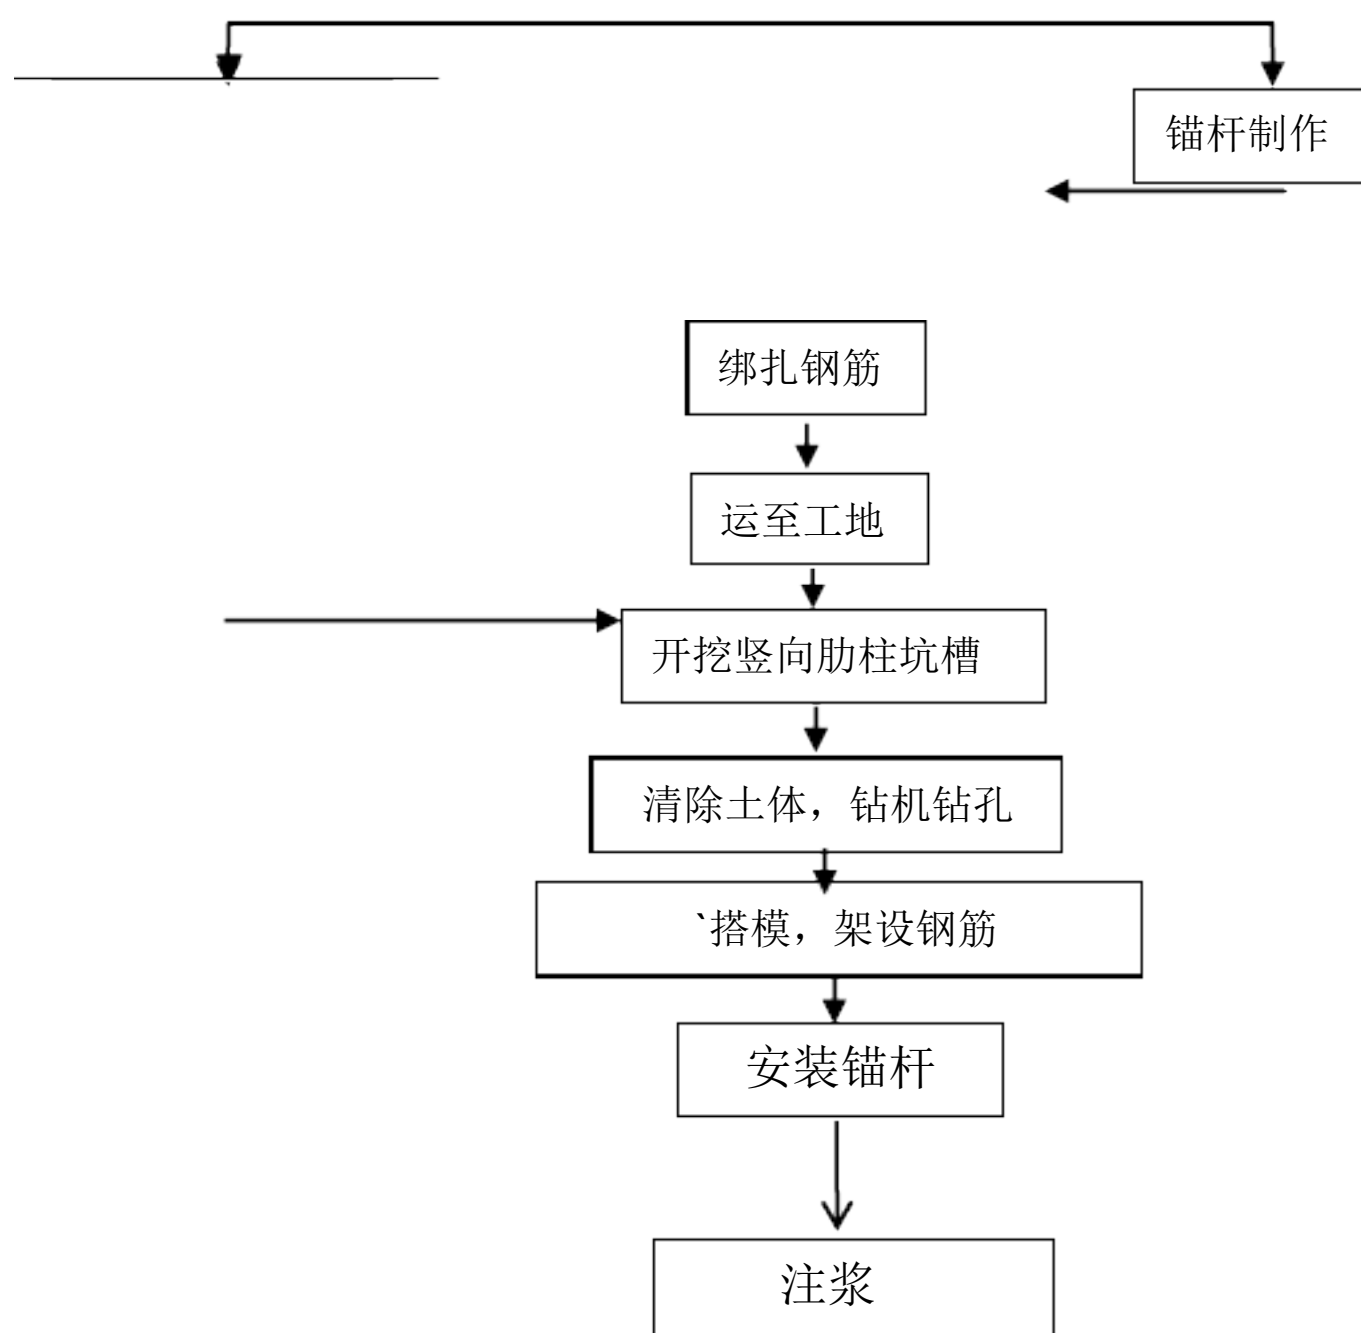 锚杆制作
绑扎钢筋
运至工地
开挖竖向肋柱坑槽
清除土体，钻机钻孔
`搭模，架设钢筋
安装锚杆
注浆